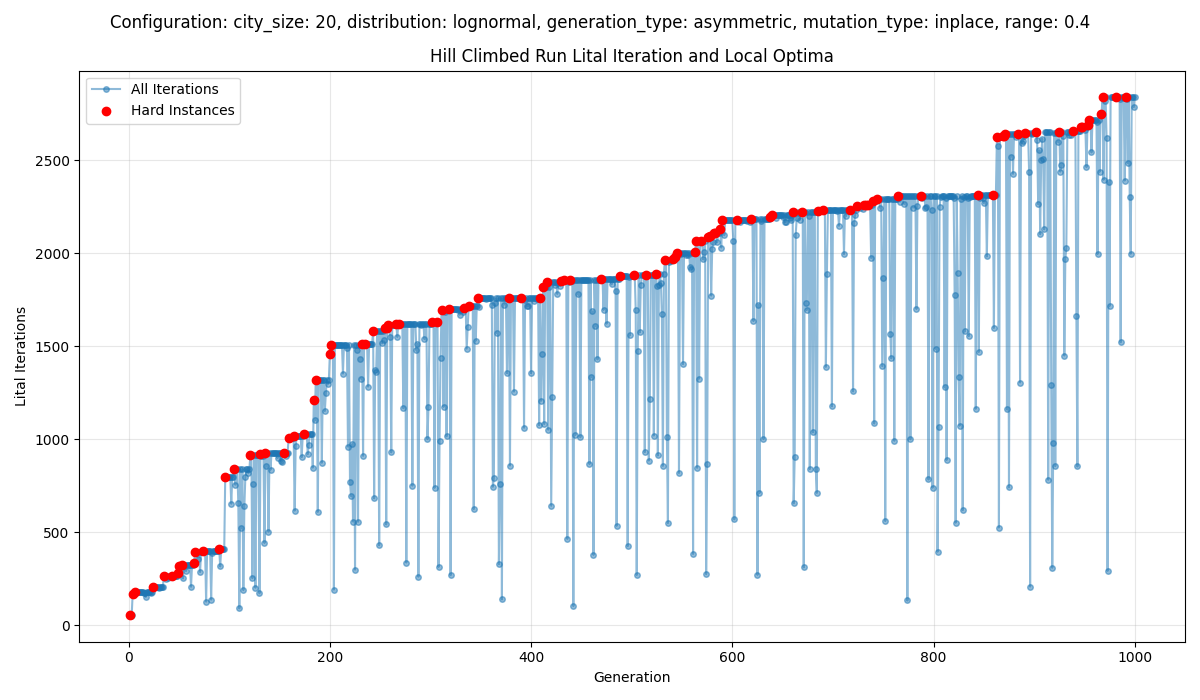 Configuration: city_size: 20, distribution: lognormal, generation_type: asymmetric, mutation_type: inplace, range: 0.4
Hill Climbed Run Lital Iteration and Local Optima
All Iterations
Hard Instances
Lital Iterations
2500
2000
1500
1000
500
0
0
200
400
600
800
1000
Generation